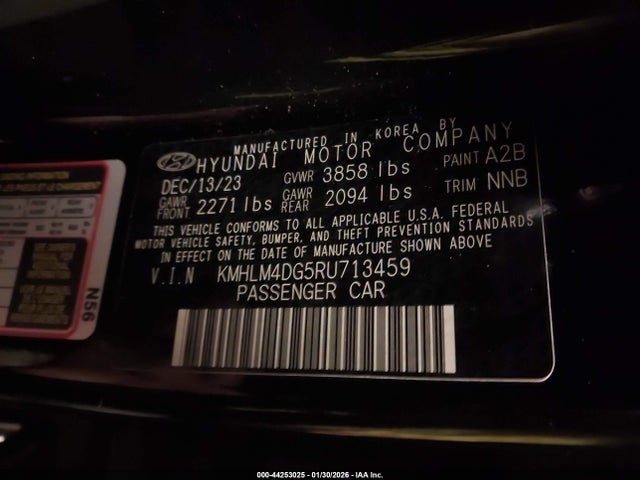 MANUFACTURED IN KOREA BY
HYUNDAI MOTOR COMPANY
DEC/13/23 GVWR 3858 lbs PAINT A2B
GAWR FRONT 2271 lbs GAWR REAR 2094 lbs TRIM NNB
THIS VEHICLE CONFORMS TO ALL APPLICABLE U.S.A. FEDERAL
MOTOR VEHICLE SAFETY, BUMPER, AND THEFT PREVENTION STANDARDS
IN EFFECT ON THE DATE OF MANUFACTURE SHOWN ABOVE
V.I.N KMHLM4DG5RU713459
PASSENGER CAR
N56
000-44253025 - 01/30/2026 - IAA Inc.